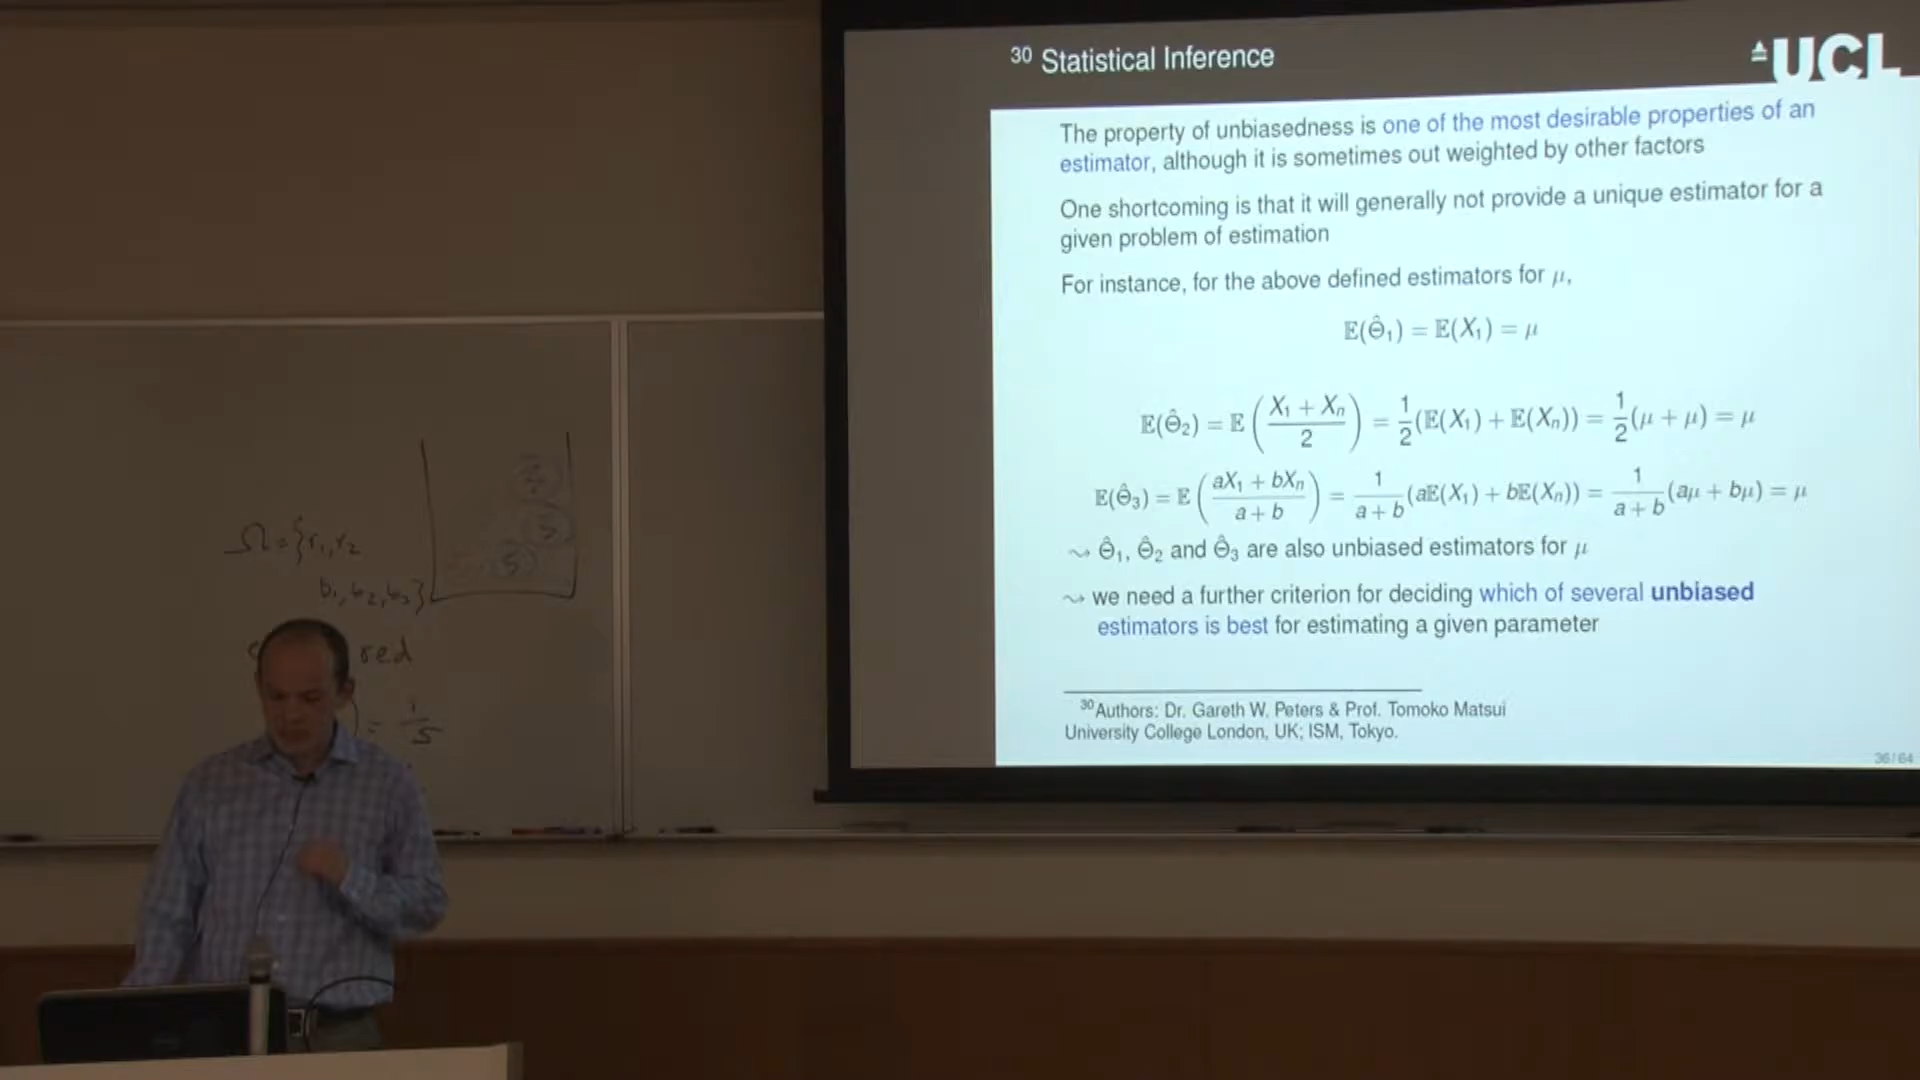 30 Statistical Inference
UCL
The property of unbiasedness is one of the most desirable properties of an
estimator, although it is sometimes out weighted by other factors
One shortcoming is that it will generally not provide a unique estimator for a
given problem of estimation
For instance, for the above defined estimators for μ,
𝔼(Θ̂₁) = 𝔼(X₁) = μ
𝔼(Θ̂₂) = 𝔼((X₁ + Xₙ)/2) = 1/2(𝔼(X₁) + 𝔼(Xₙ)) = 1/2(μ + μ) = μ
𝔼(Θ̂₃) = 𝔼((aX₁ + bXₙ)/(a + b)) = 1/(a + b)(a𝔼(X₁) + b𝔼(Xₙ)) = 1/(a + b)(aμ + bμ) = μ
⤳ Θ̂₁, Θ̂₂ and Θ̂₃ are also unbiased estimators for μ
⤳ we need a further criterion for deciding which of several unbiased
estimators is best for estimating a given parameter
30 Authors: Dr. Gareth W. Peters & Prof. Tomoko Matsui
University College London, UK; ISM, Tokyo.
36/64
Ω = {r₁, r₂
b₁, b₂, b₃}
red
) = 1/5